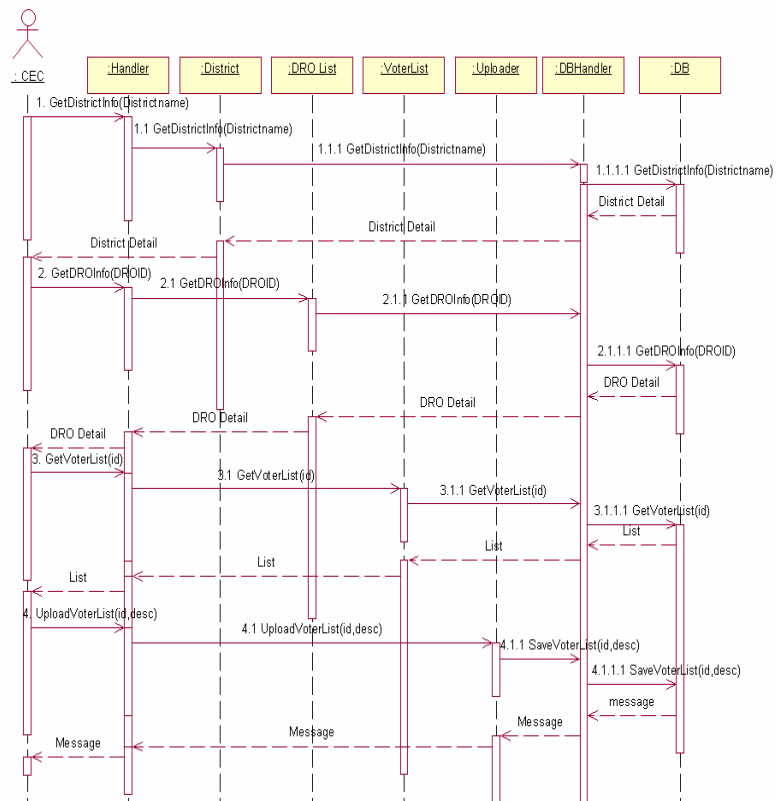 : CEC
:Handler
:District
:DRO List
:VoterList
:Uploader
:DBHandler
:DB
1. GetDistrictInfo(Districtname)
1.1 GetDistrictInfo(Districtname)
1.1.1 GetDistrictInfo(Districtname)
1.1.1.1 GetDistrictInfo(Districtname)
District Detail
District Detail
District Detail
2. GetDROInfo(DROID)
2.1 GetDROInfo(DROID)
2.1.1 GetDROInfo(DROID)
2.1.1.1 GetDROInfo(DROID)
DRO Detail
DRO Detail
DRO Detail
DRO Detail
3. GetVoterList(id)
3.1 GetVoterList(id)
3.1.1 GetVoterList(id)
3.1.1.1 GetVoterList(id)
List
List
List
List
4. UploadVoterList(id,desc)
4.1 UploadVoterList(id,desc)
4.1.1 SaveVoterList(id,desc)
4.1.1.1 SaveVoterList(id,desc)
message
Message
Message
Message